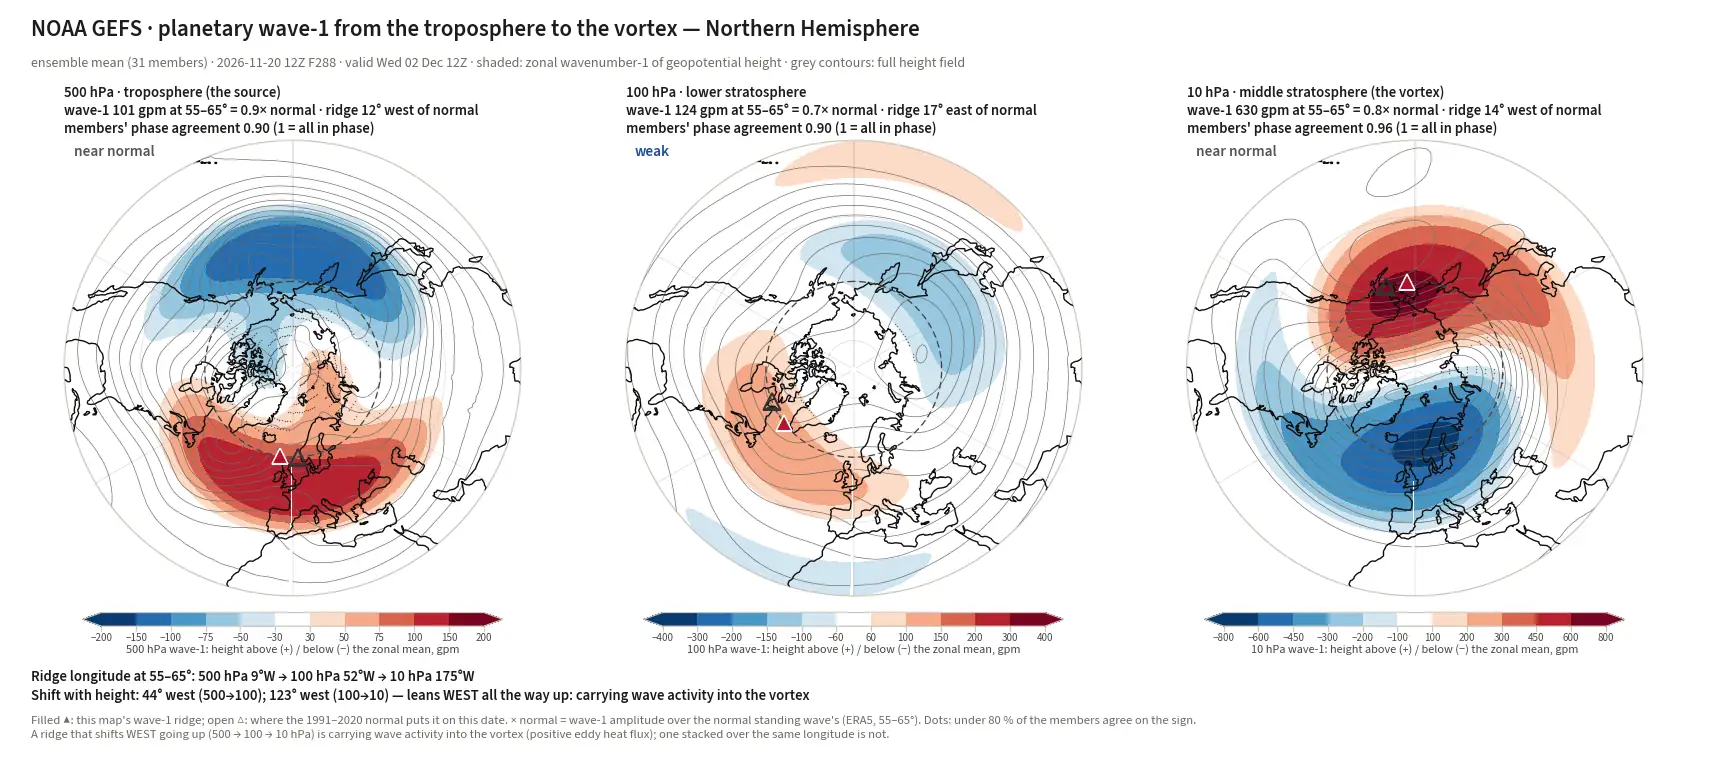 NOAA GEFS · planetary wave-1 from the troposphere to the vortex — Northern Hemisphere
ensemble mean (31 members) · 2026-11-20 12Z F288 · valid Wed 02 Dec 12Z · shaded: zonal wavenumber-1 of geopotential height · grey contours: full height field
500 hPa · troposphere (the source)
wave-1 101 gpm at 55–65° = 0.9× normal · ridge 12° west of normal
members' phase agreement 0.90 (1 = all in phase)
near normal
100 hPa · lower stratosphere
wave-1 124 gpm at 55–65° = 0.7× normal · ridge 17° east of normal
members' phase agreement 0.90 (1 = all in phase)
weak
10 hPa · middle stratosphere (the vortex)
wave-1 630 gpm at 55–65° = 0.8× normal · ridge 14° west of normal
members' phase agreement 0.96 (1 = all in phase)
near normal
−200 −150 −100 −75 −50 −30 30 50 75 100 150 200
500 hPa wave-1: height above (+) / below (−) the zonal mean, gpm
−400 −300 −200 −150 −100 −60 60 100 150 200 300 400
100 hPa wave-1: height above (+) / below (−) the zonal mean, gpm
−800 −600 −450 −300 −200 −100 100 200 300 450 600 800
10 hPa wave-1: height above (+) / below (−) the zonal mean, gpm
Ridge longitude at 55–65°: 500 hPa 9°W → 100 hPa 52°W → 10 hPa 175°W
Shift with height: 44° west (500→100); 123° west (100→10) — leans WEST all the way up: carrying wave activity into the vortex
Filled ▲: this map's wave-1 ridge; open △: where the 1991–2020 normal puts it on this date. × normal = wave-1 amplitude over the normal standing wave's (ERA5, 55–65°). Dots: under 80 % of the members agree on the sign.
A ridge that shifts WEST going up (500 → 100 → 10 hPa) is carrying wave activity into the vortex (positive eddy heat flux); one stacked over the same longitude is not.